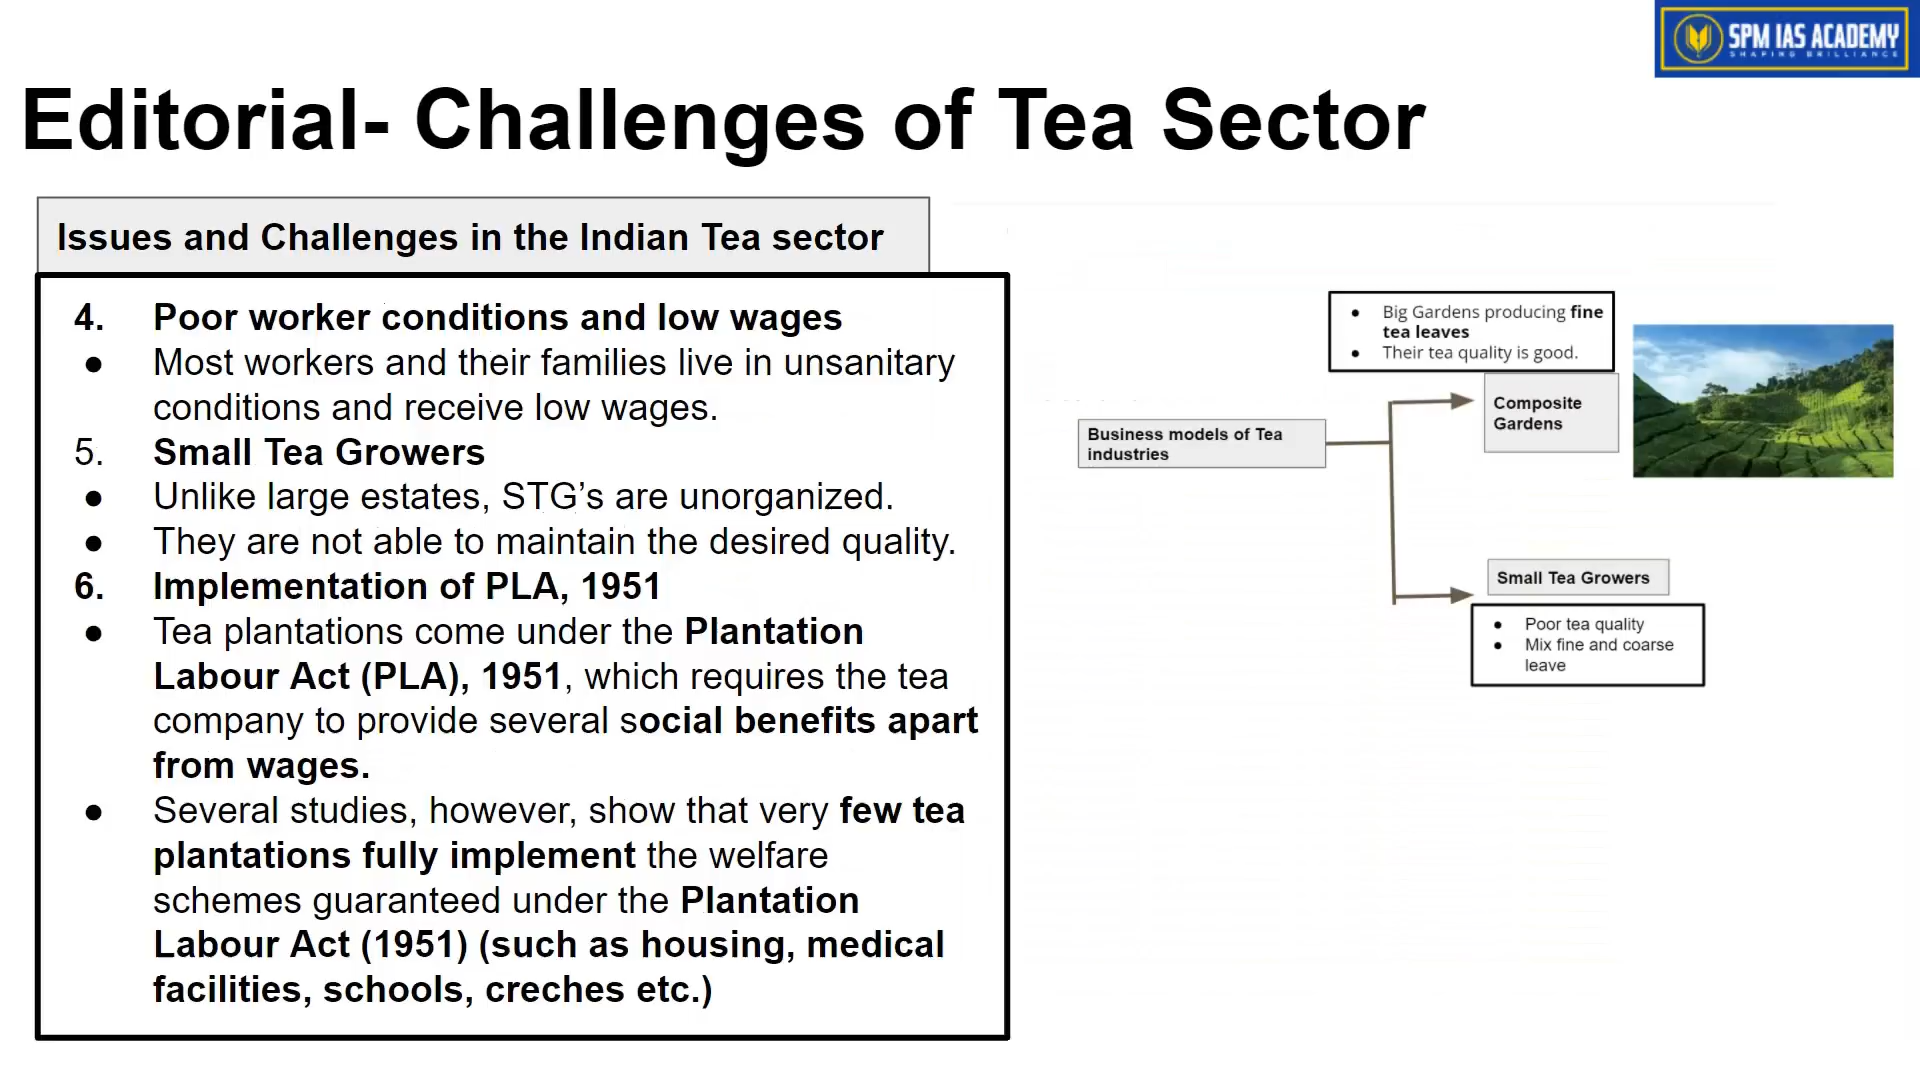 SPM IAS ACADEMY
SHAPING BRILLIANCE
Editorial- Challenges of Tea Sector
Issues and Challenges in the Indian Tea sector
4. Poor worker conditions and low wages
● Most workers and their families live in unsanitary
conditions and receive low wages.
5. Small Tea Growers
● Unlike large estates, STG’s are unorganized.
● They are not able to maintain the desired quality.
6. Implementation of PLA, 1951
● Tea plantations come under the Plantation
Labour Act (PLA), 1951, which requires the tea
company to provide several social benefits apart
from wages.
● Several studies, however, show that very few tea
plantations fully implement the welfare
schemes guaranteed under the Plantation
Labour Act (1951) (such as housing, medical
facilities, schools, creches etc.)
Business models of Tea
industries
● Big Gardens producing fine
tea leaves
● Their tea quality is good.
Composite
Gardens
Small Tea Growers
● Poor tea quality
● Mix fine and coarse
leave